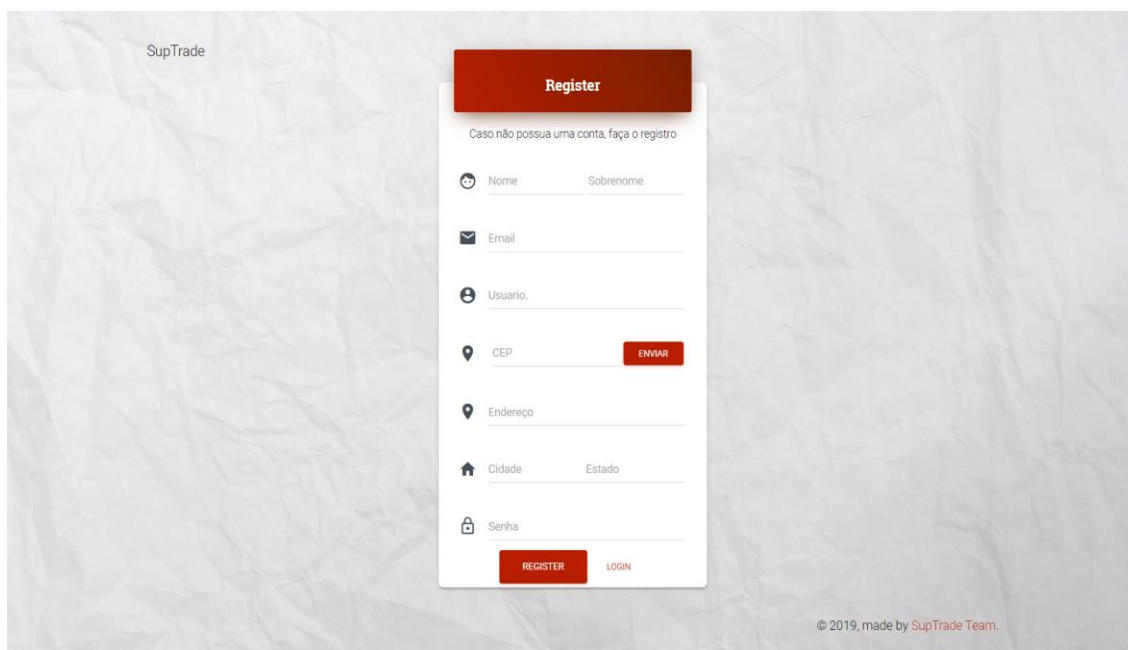 SupTrade
Register
Caso não possua uma conta, faça o registro
Nome Sobrenome
Email
Usuario.
CEP ENVIAR
Endereço
Cidade Estado
Senha
REGISTER LOGIN
© 2019, made by SupTrade Team.